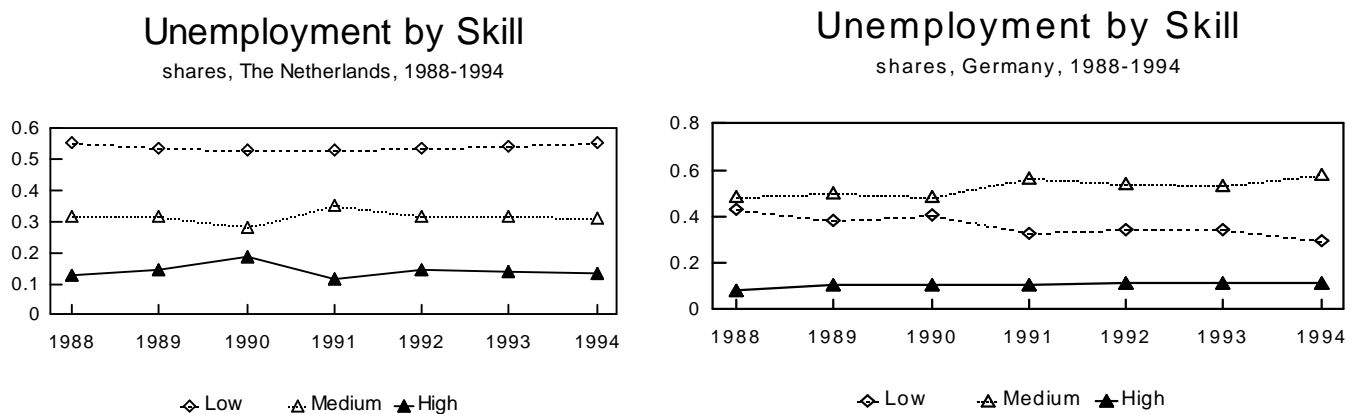 Unemployment by Skill
shares, The Netherlands, 1988-1994
0.6
0.5
0.4
0.3
0.2
0.1
0
1988 1989 1990 1991 1992 1993 1994
Low Medium High
Unemployment by Skill
shares, Germany, 1988-1994
0.8
0.6
0.4
0.2
0
1988 1989 1990 1991 1992 1993 1994
Low Medium High